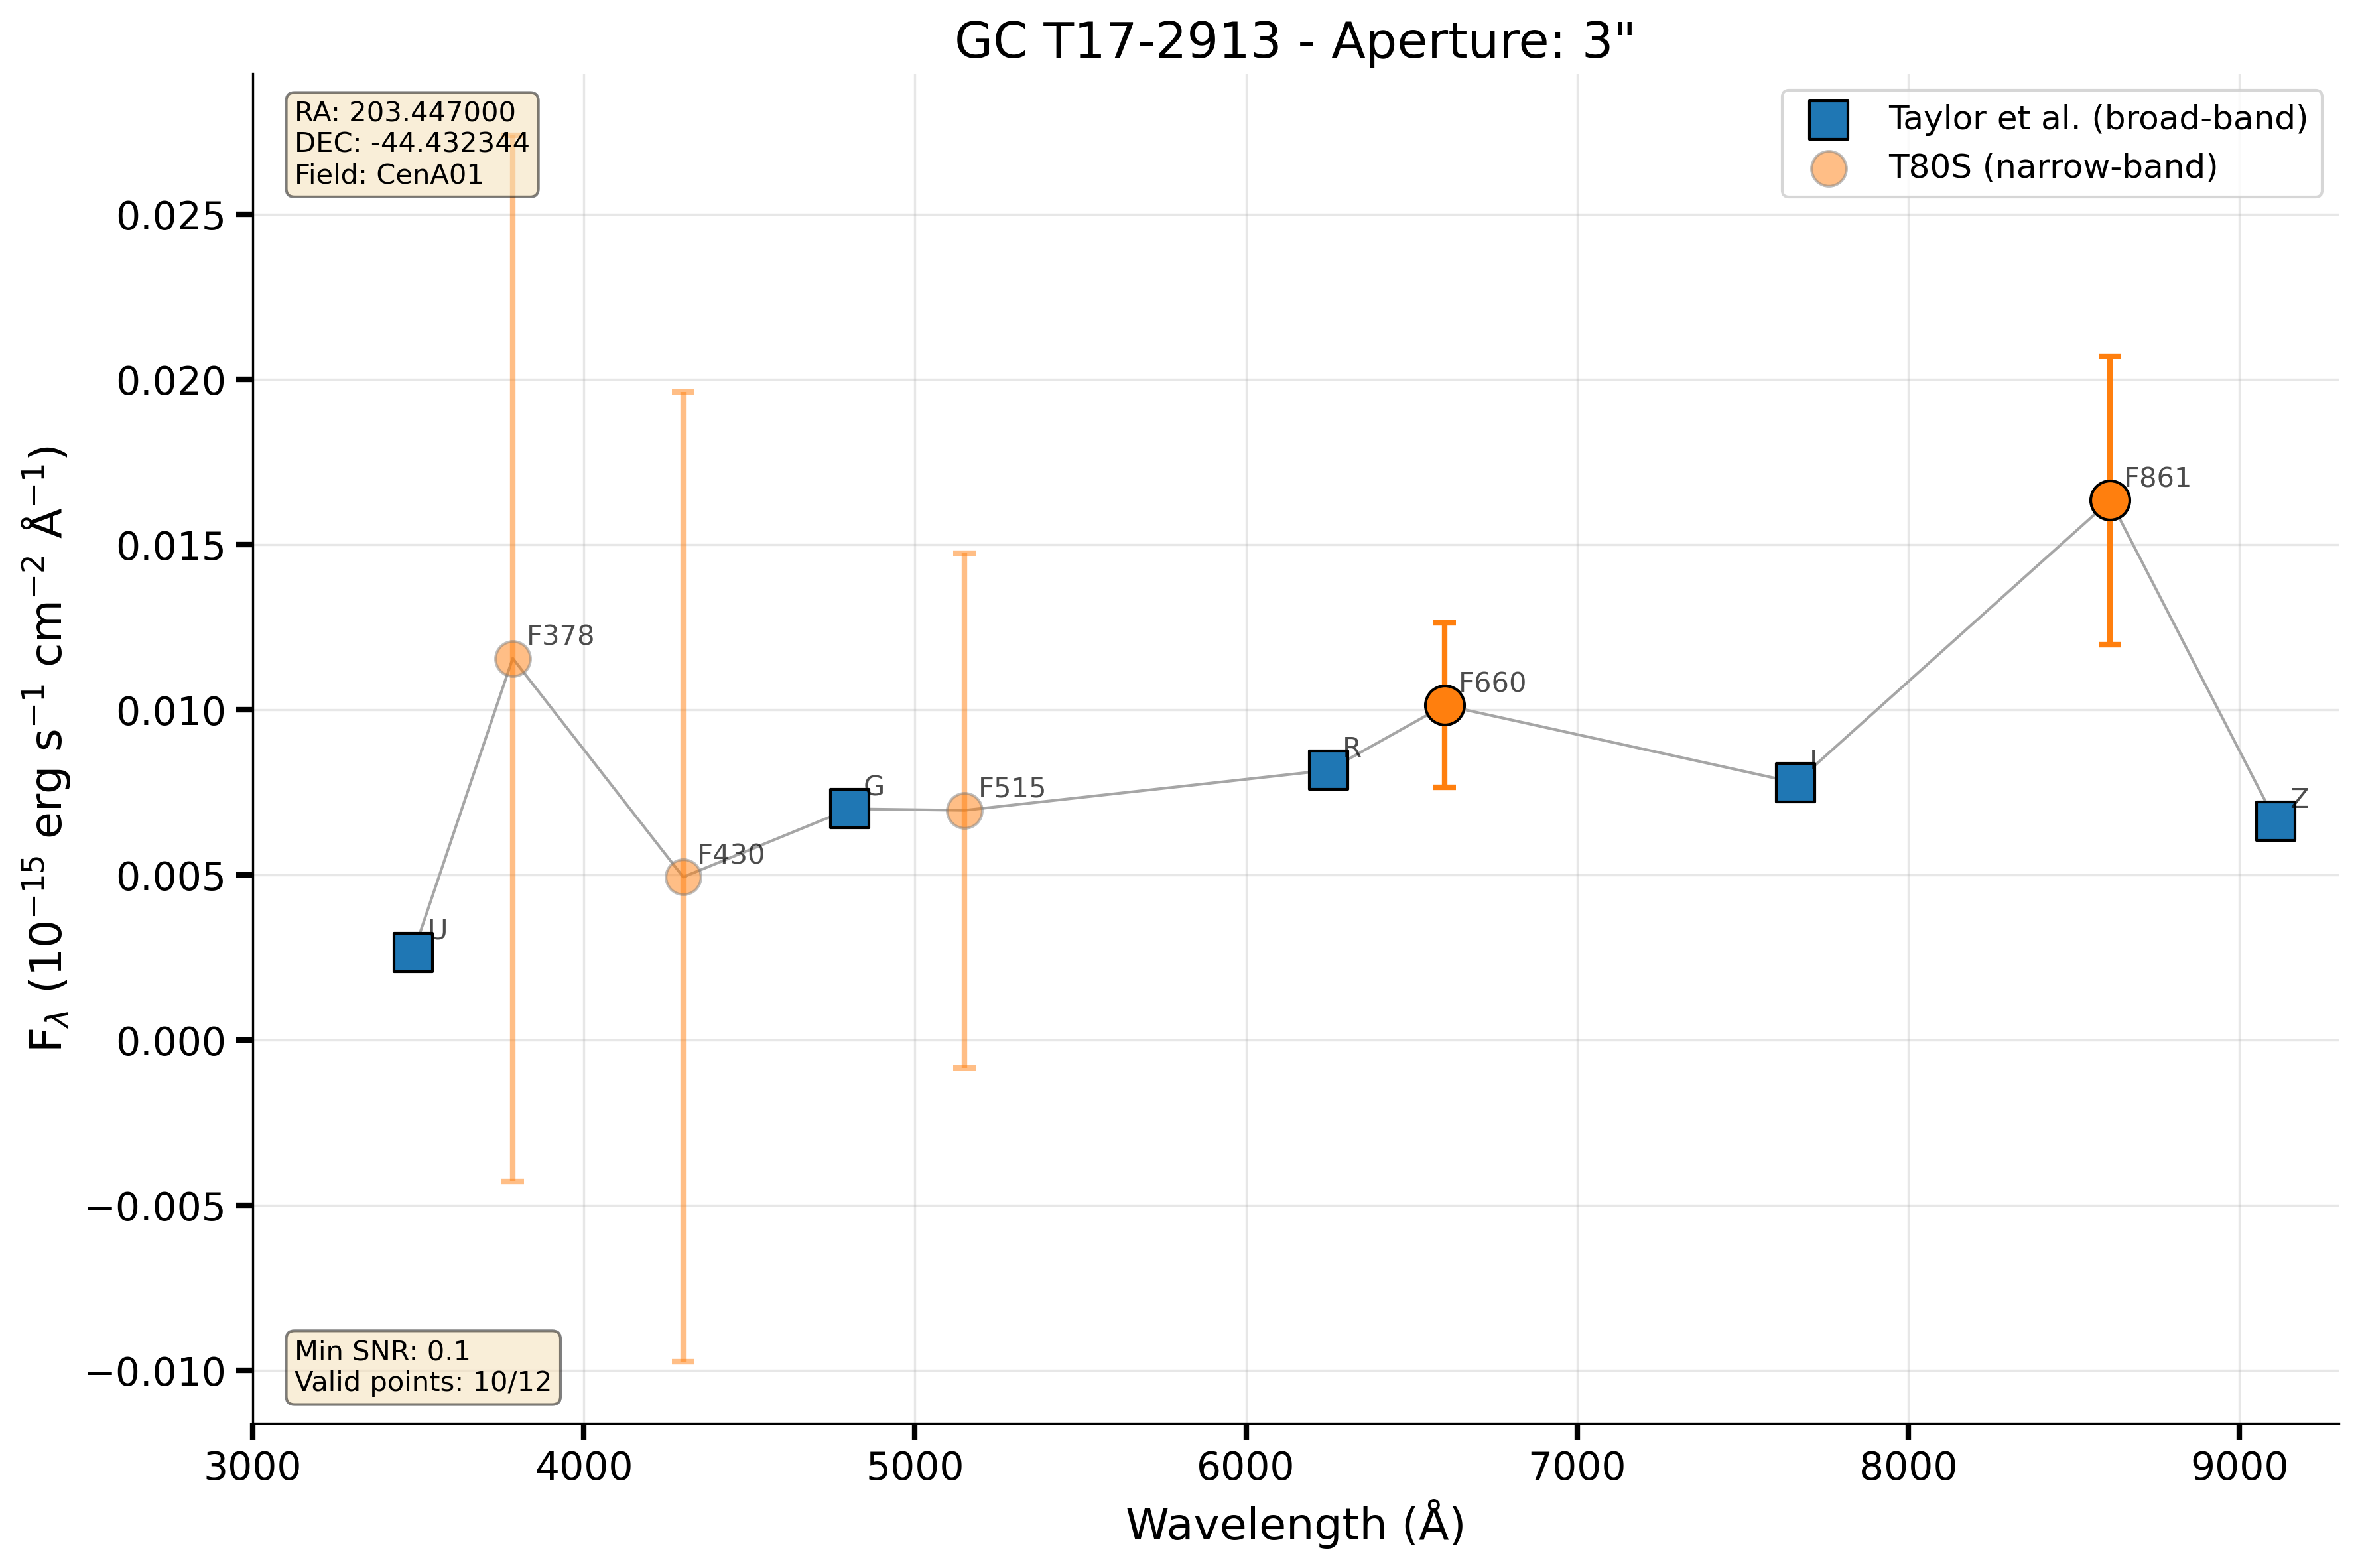 GC T17-2913 - Aperture: 3"
RA: 203.447000
DEC: -44.432344
Field: CenA01
Taylor et al. (broad-band)
T80S (narrow-band)
F861
F378
F660
R
I
G
F515
Z
F430
U
Min SNR: 0.1
Valid points: 10/12
0.025
0.020
0.015
0.010
0.005
0.000
−0.005
−0.010
F_λ (10⁻¹⁵ erg s⁻¹ cm⁻² Å⁻¹)
3000 4000 5000 6000 7000 8000 9000
Wavelength (Å)